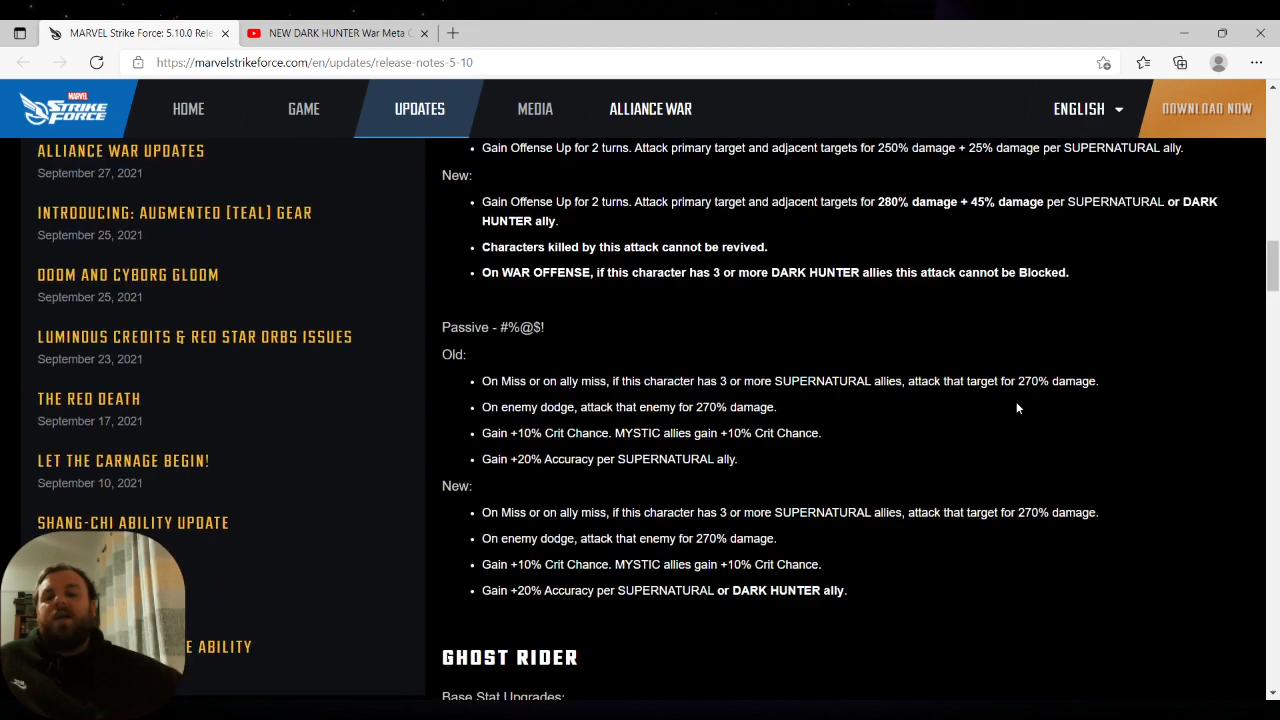 MARVEL Strike Force: 5.10.0 Rele
NEW DARK HUNTER War Meta C
https://marvelstrikeforce.com/en/updates/release-notes-5-10
MARVEL
STRIKE
FORCE
HOME
GAME
UPDATES
MEDIA
ALLIANCE WAR
ENGLISH
DOWNLOAD NOW
ALLIANCE WAR UPDATES
September 27, 2021
INTRODUCING: AUGMENTED [TEAL] GEAR
September 25, 2021
DOOM AND CYBORG GLOOM
September 25, 2021
LUMINOUS CREDITS & RED STAR ORBS ISSUES
September 23, 2021
THE RED DEATH
September 17, 2021
LET THE CARNAGE BEGIN!
September 10, 2021
SHANG-CHI ABILITY UPDATE
E ABILITY
• Gain Offense Up for 2 turns. Attack primary target and adjacent targets for 250% damage + 25% damage per SUPERNATURAL ally.
New:
• Gain Offense Up for 2 turns. Attack primary target and adjacent targets for 280% damage + 45% damage per SUPERNATURAL or DARK
HUNTER ally.
• Characters killed by this attack cannot be revived.
• On WAR OFFENSE, if this character has 3 or more DARK HUNTER allies this attack cannot be Blocked.
Passive - #%@$!
Old:
• On Miss or on ally miss, if this character has 3 or more SUPERNATURAL allies, attack that target for 270% damage.
• On enemy dodge, attack that enemy for 270% damage.
• Gain +10% Crit Chance. MYSTIC allies gain +10% Crit Chance.
• Gain +20% Accuracy per SUPERNATURAL ally.
New:
• On Miss or on ally miss, if this character has 3 or more SUPERNATURAL allies, attack that target for 270% damage.
• On enemy dodge, attack that enemy for 270% damage.
• Gain +10% Crit Chance. MYSTIC allies gain +10% Crit Chance.
• Gain +20% Accuracy per SUPERNATURAL or DARK HUNTER ally.
GHOST RIDER
Base Stat Upgrades: